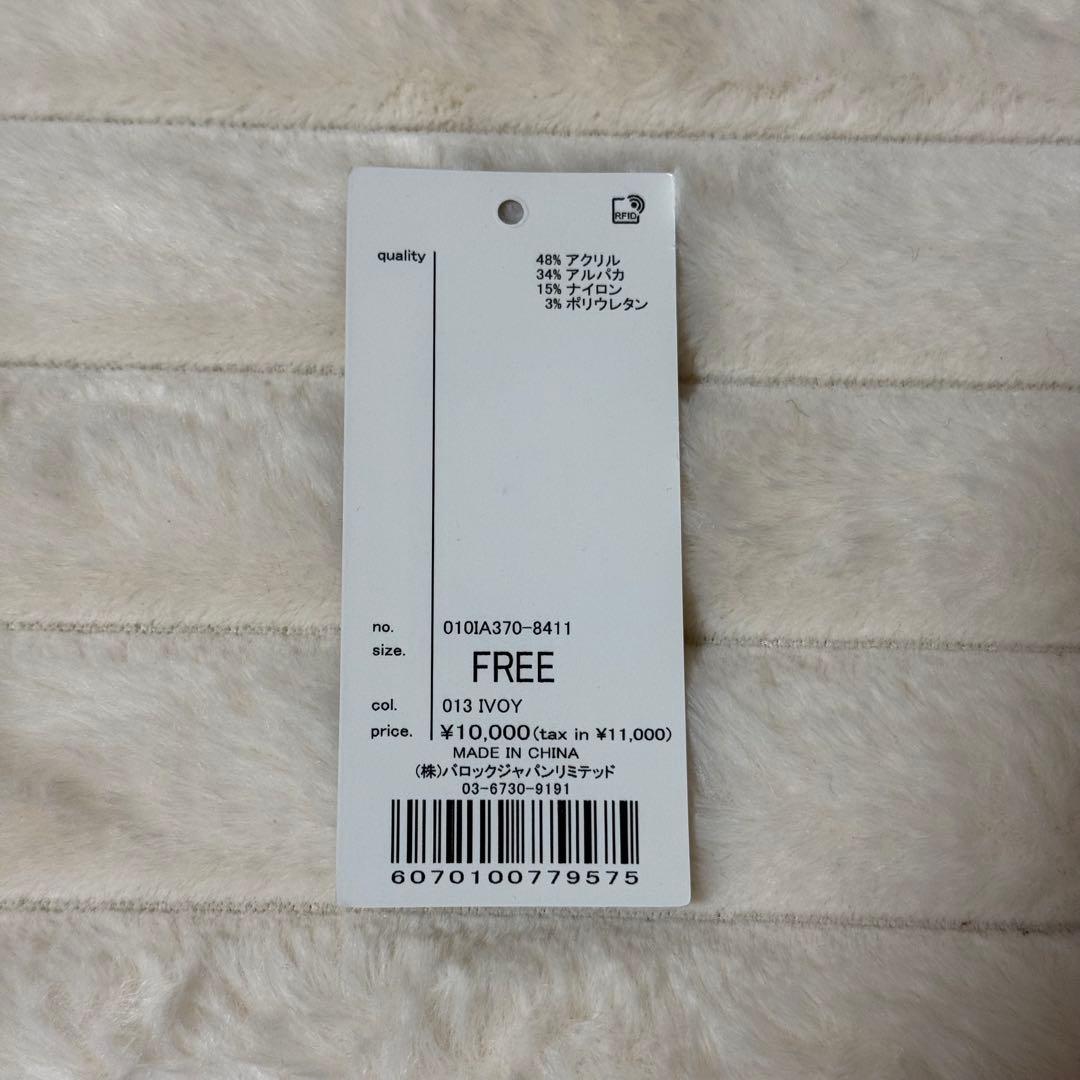 RFID
quality
48% アクリル
34% アルパカ
15% ナイロン
3% ポリウレタン
no. 010IA370-8411
size. FREE
col. 013 IVOY
price. ¥10,000(tax in ¥11,000)
MADE IN CHINA
(株)バロックジャパンリミテッド
03-6730-9191
6070100779575